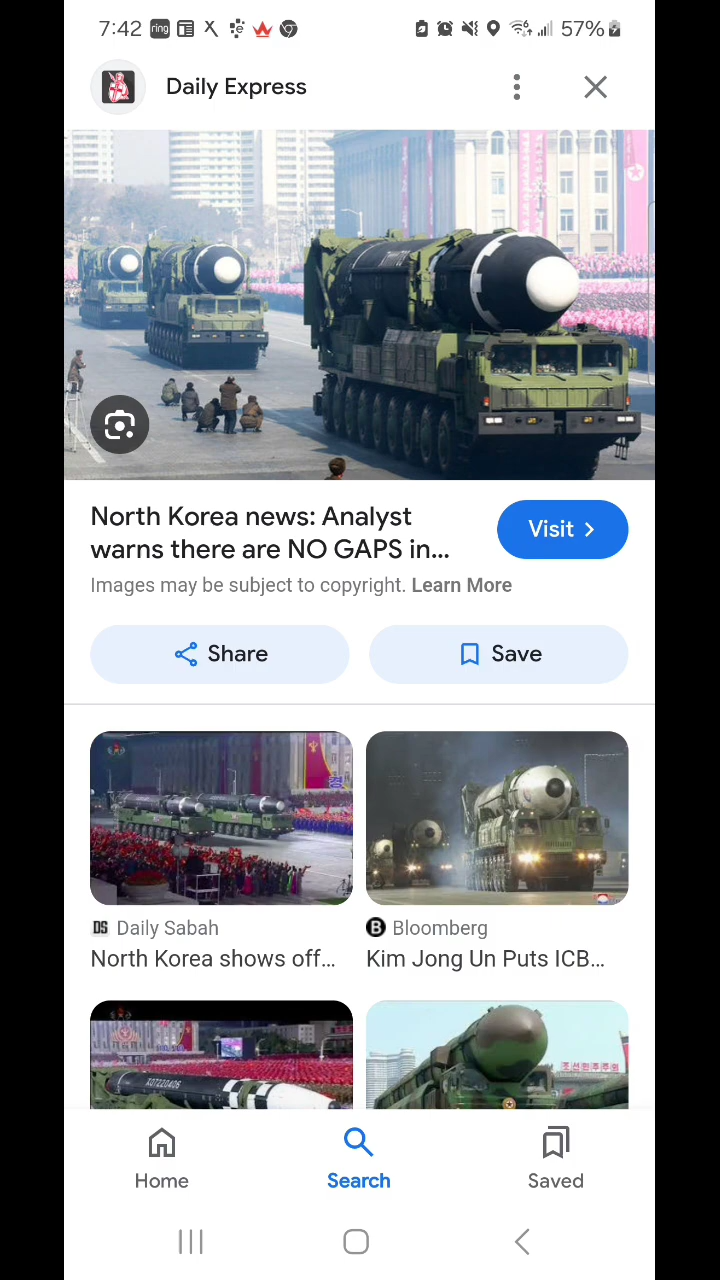 7:42
ring
X
57%
Daily Express
North Korea news: Analyst
warns there are NO GAPS in...
Visit
Images may be subject to copyright. Learn More
Share
Save
DS Daily Sabah
B Bloomberg
North Korea shows off...
Kim Jong Un Puts ICB...
Home
Search
Saved